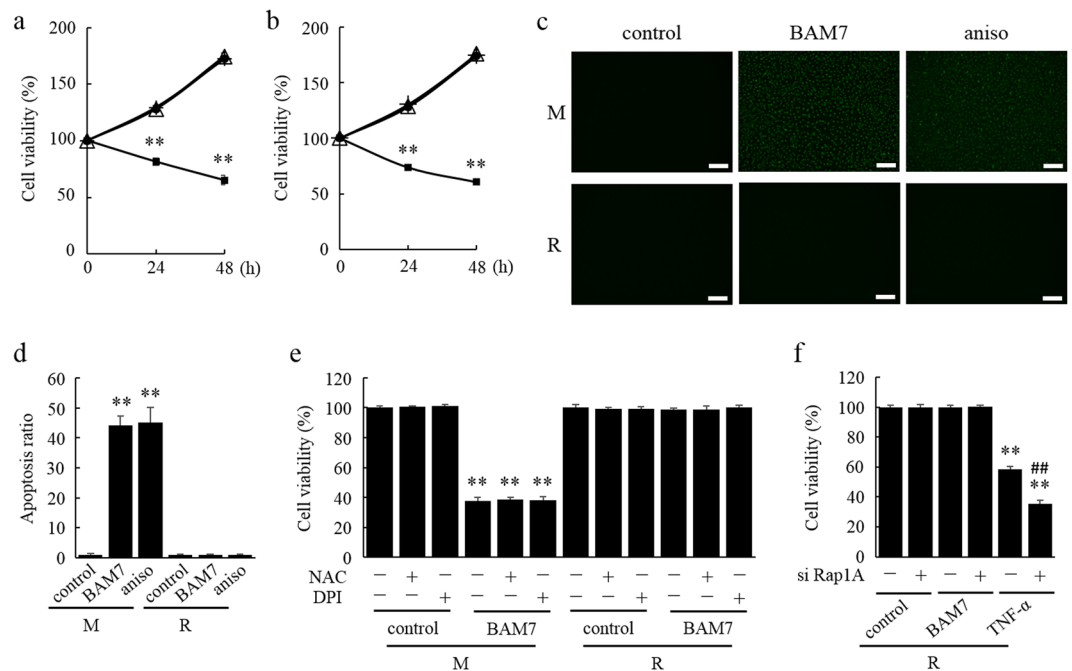 a
200
150
100
50
0
Cell viability (%)
** **
0 24 48 (h)
b
200
150
100
50
0
Cell viability (%)
** **
0 24 48 (h)
c
control BAM7 aniso
M
R
d
60
50
40
30
20
10
0
Apoptosis ratio
** **
control BAM7 aniso control BAM7 aniso
M R
e
120
100
80
60
40
20
0
Cell viability (%)
** ** **
NAC − + − − + − − + − − + −
DPI − − + − − + − − + − − +
control BAM7 control BAM7
M R
f
120
100
80
60
40
20
0
Cell viability (%)
**
##
**
si Rap1A − + − + − +
control BAM7 TNF-α
R